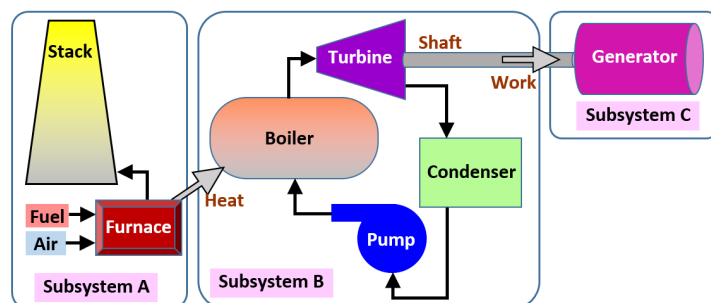 Stack
Fuel
Air
Furnace
Heat
Subsystem A
Boiler
Turbine
Shaft
Work
Condenser
Pump
Subsystem B
Generator
Subsystem C